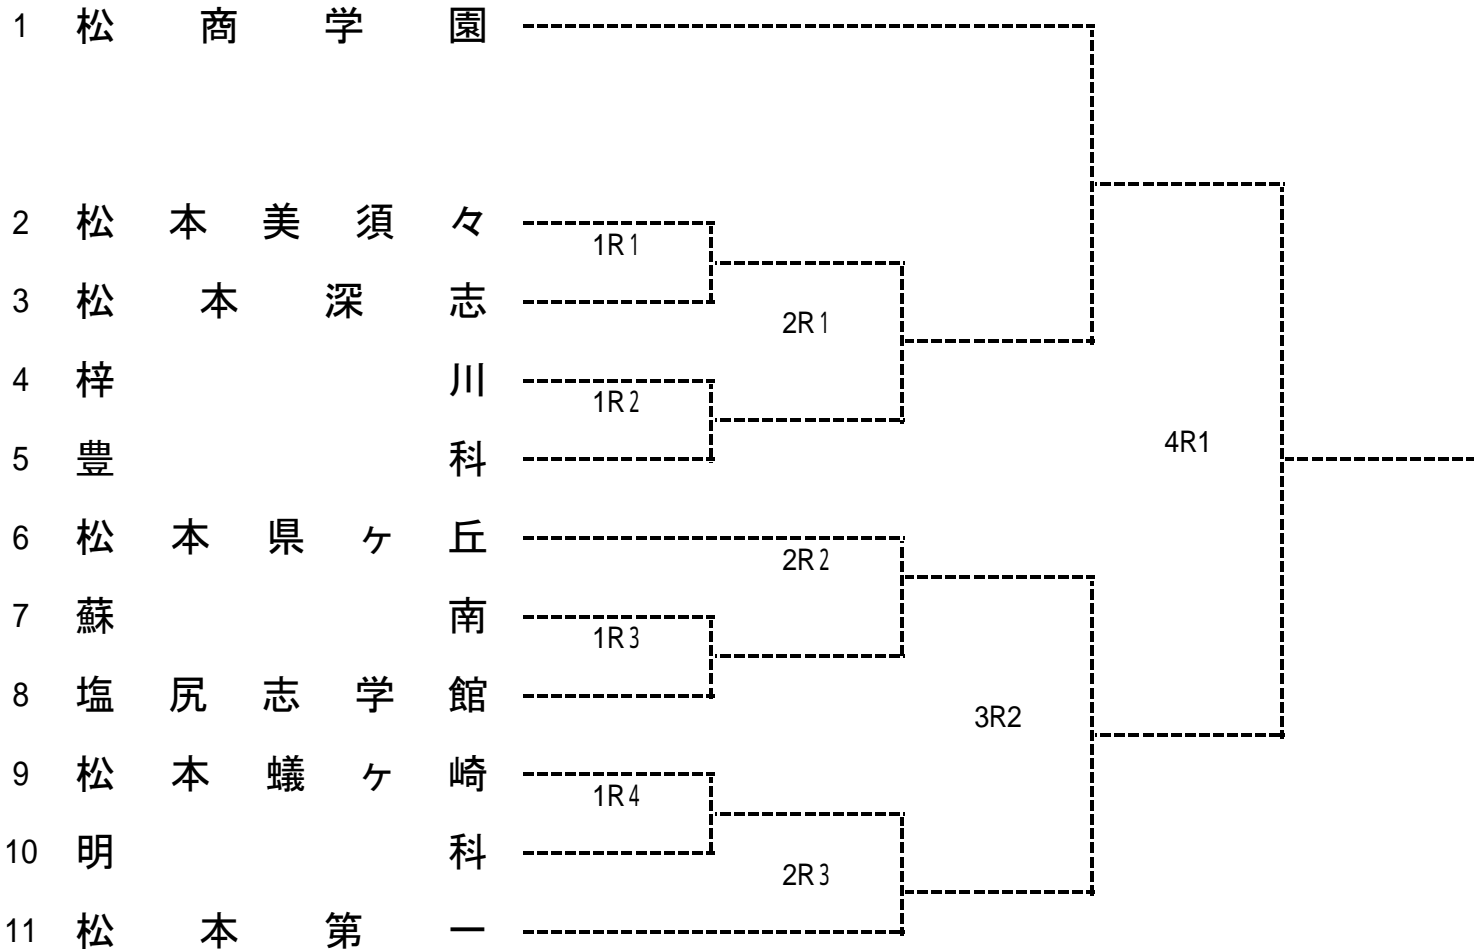 1 松商学園
2 松本美須々
1R1
3 松本深志
2R1
4 梓川
1R2
4R1
5 豊科
6 松本県ヶ丘
2R2
7 蘇南
1R3
8 塩尻志学館
3R2
9 松本蟻ヶ崎
1R4
10 明科
2R3
11 松本第一